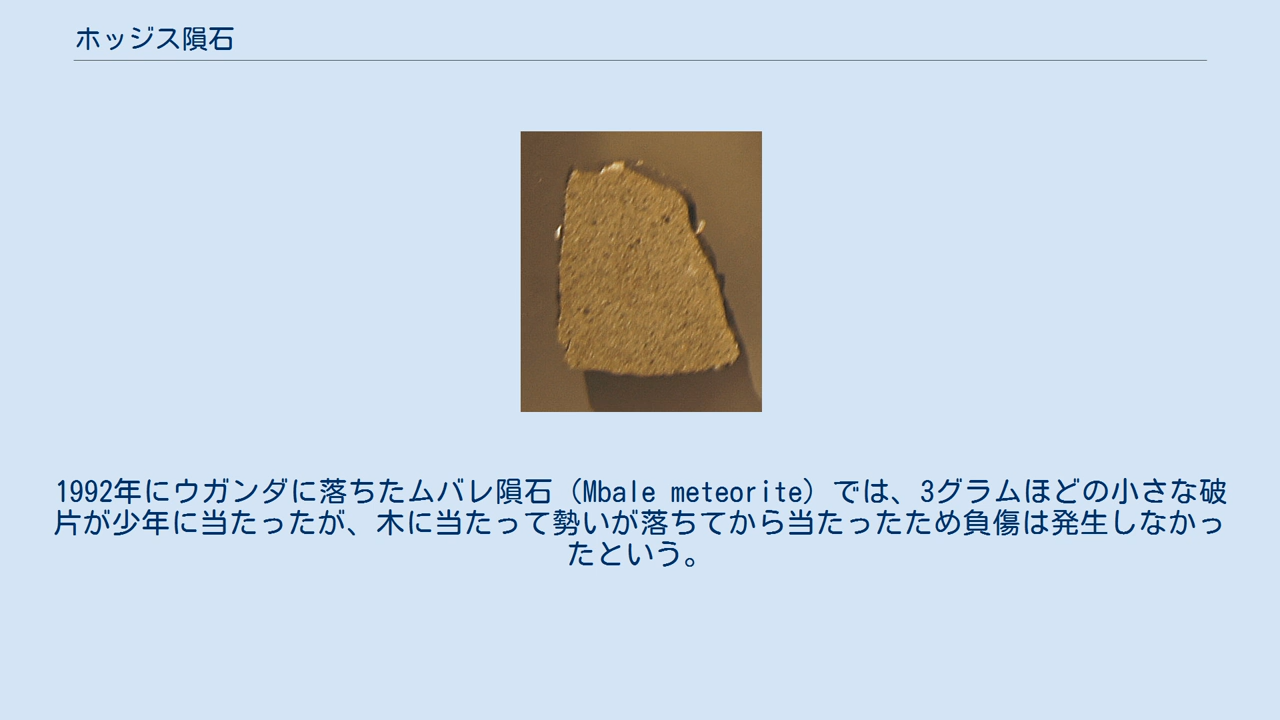 ホッジス隕石
1992年にウガンダに落ちたムバレ隕石（Mbale meteorite）では、3グラムほどの小さな破
片が少年に当たったが、木に当たって勢いが落ちてから当たったため負傷は発生しなかっ
たという。